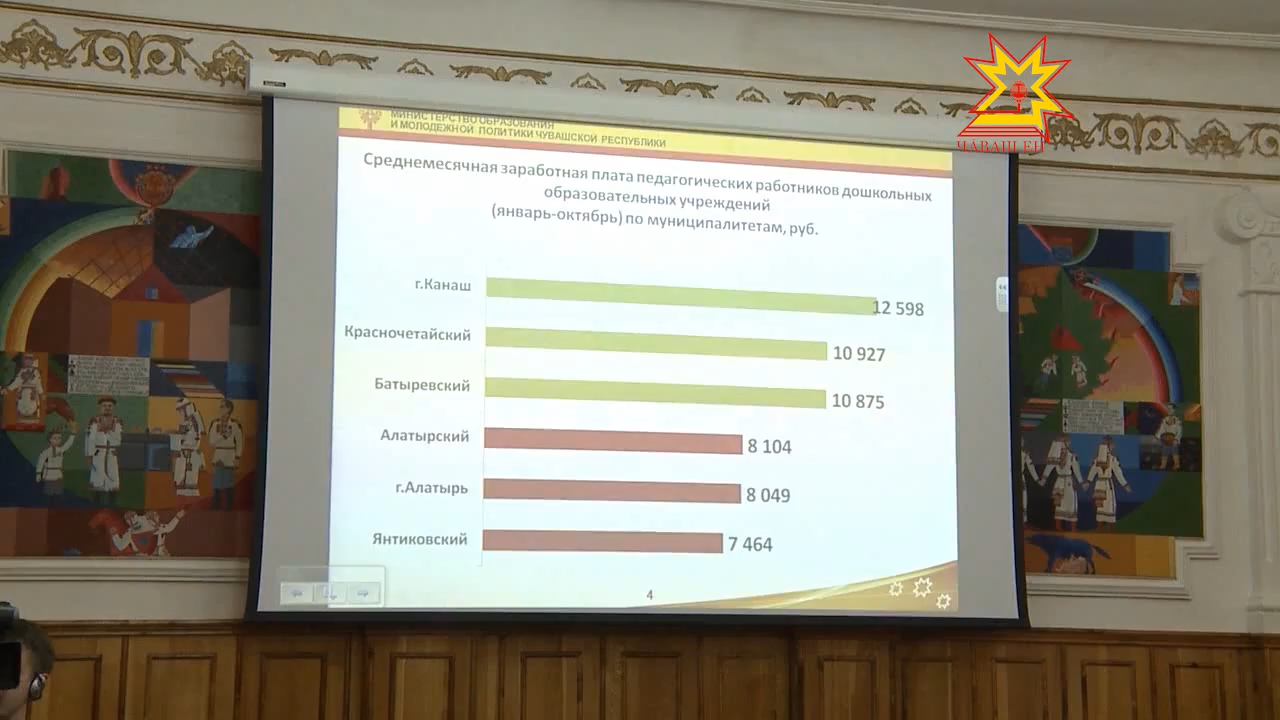 ЧĂВАШ ЕН
МИНИСТЕРСТВО ОБРАЗОВАНИЯ
И МОЛОДЕЖНОЙ ПОЛИТИКИ ЧУВАШСКОЙ РЕСПУБЛИКИ
Среднемесячная заработная плата педагогических работников дошкольных
образовательных учреждений
(январь-октябрь) по муниципалитетам, руб.
г.Канаш 12 598
Красночетайский 10 927
Батыревский 10 875
Алатырский 8 104
г.Алатырь 8 049
Янтиковский 7 464
4